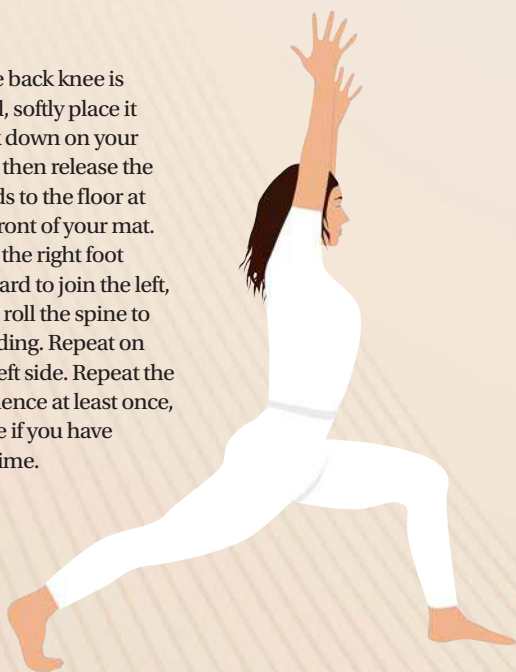 e back knee is
l, softly place it
k down on your
then release the
ds to the floor at
ront of your mat.
the right foot
ard to join the left,
roll the spine to
ding. Repeat on
eft side. Repeat the
ence at least once,
e if you have
ime.